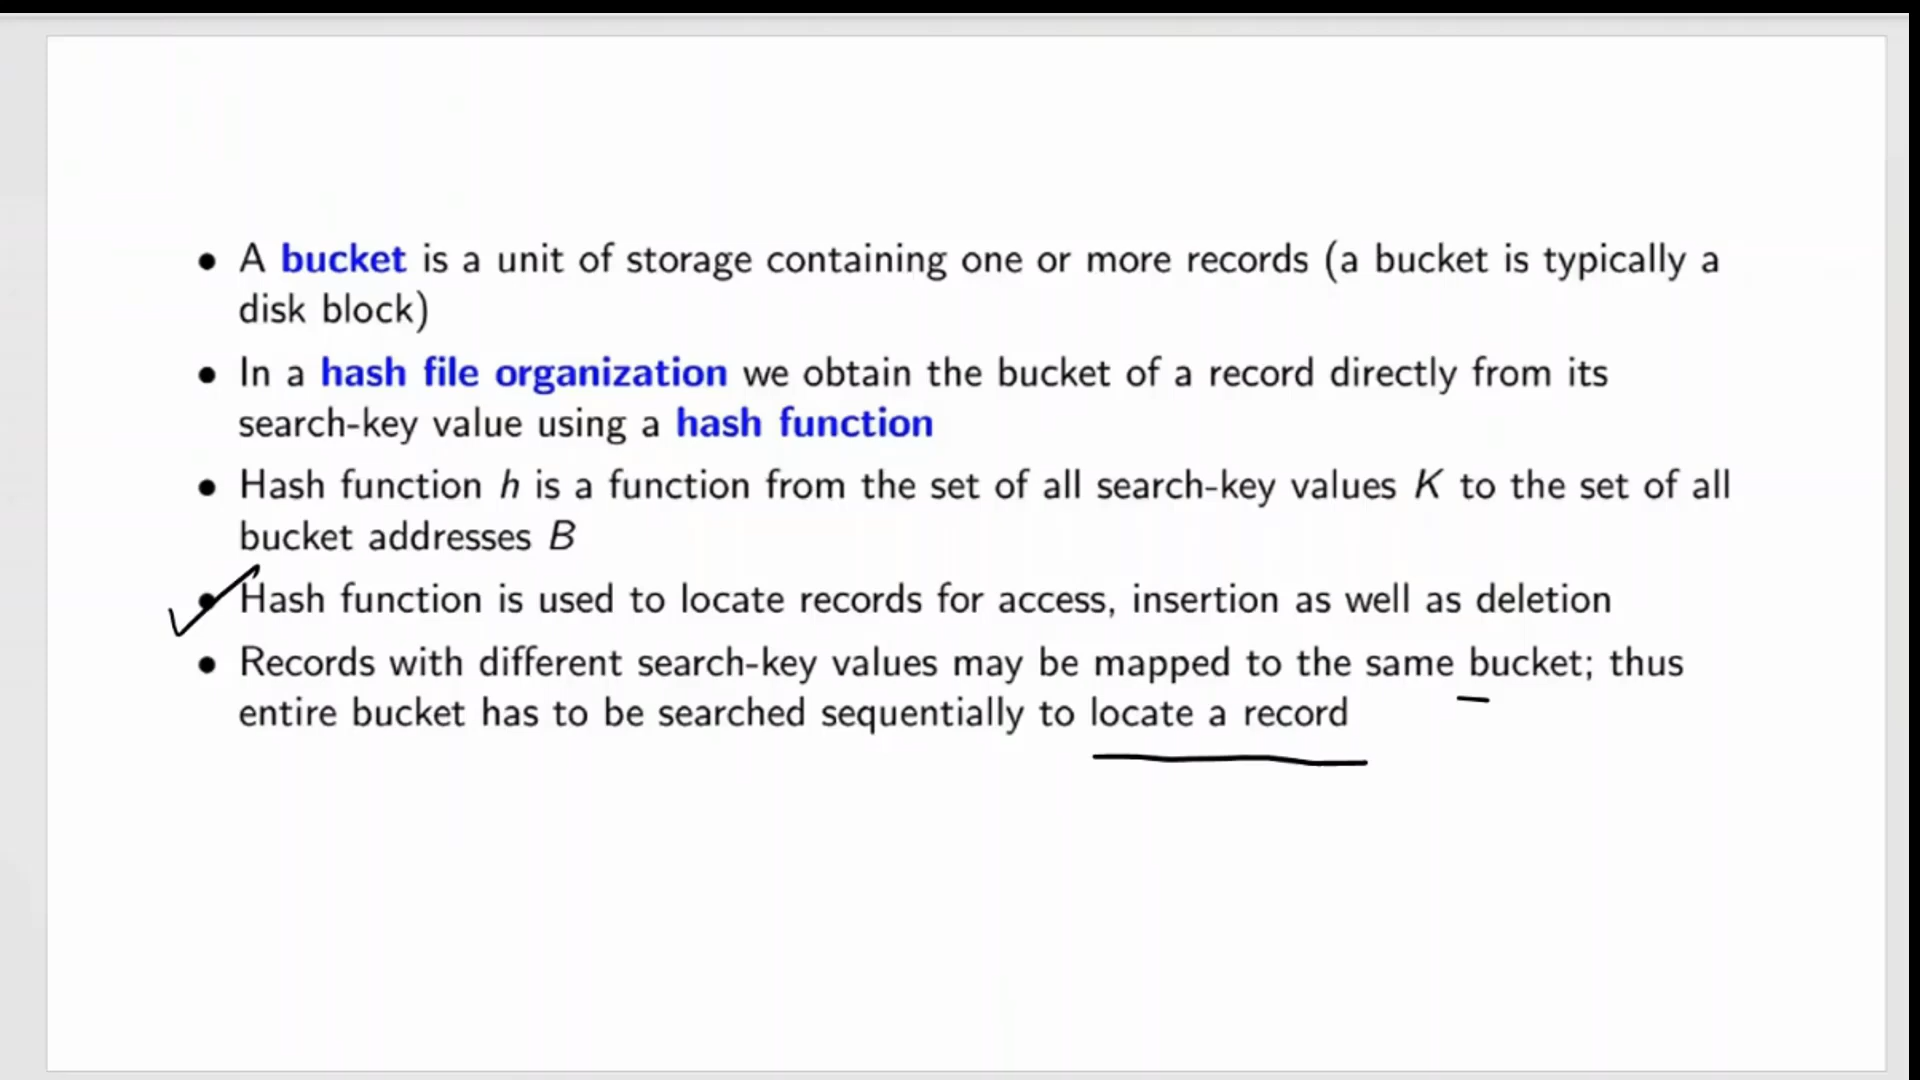 • A bucket is a unit of storage containing one or more records (a bucket is typically a
disk block)
• In a hash file organization we obtain the bucket of a record directly from its
search-key value using a hash function
• Hash function h is a function from the set of all search-key values K to the set of all
bucket addresses B
• Hash function is used to locate records for access, insertion as well as deletion
• Records with different search-key values may be mapped to the same bucket; thus
entire bucket has to be searched sequentially to locate a record